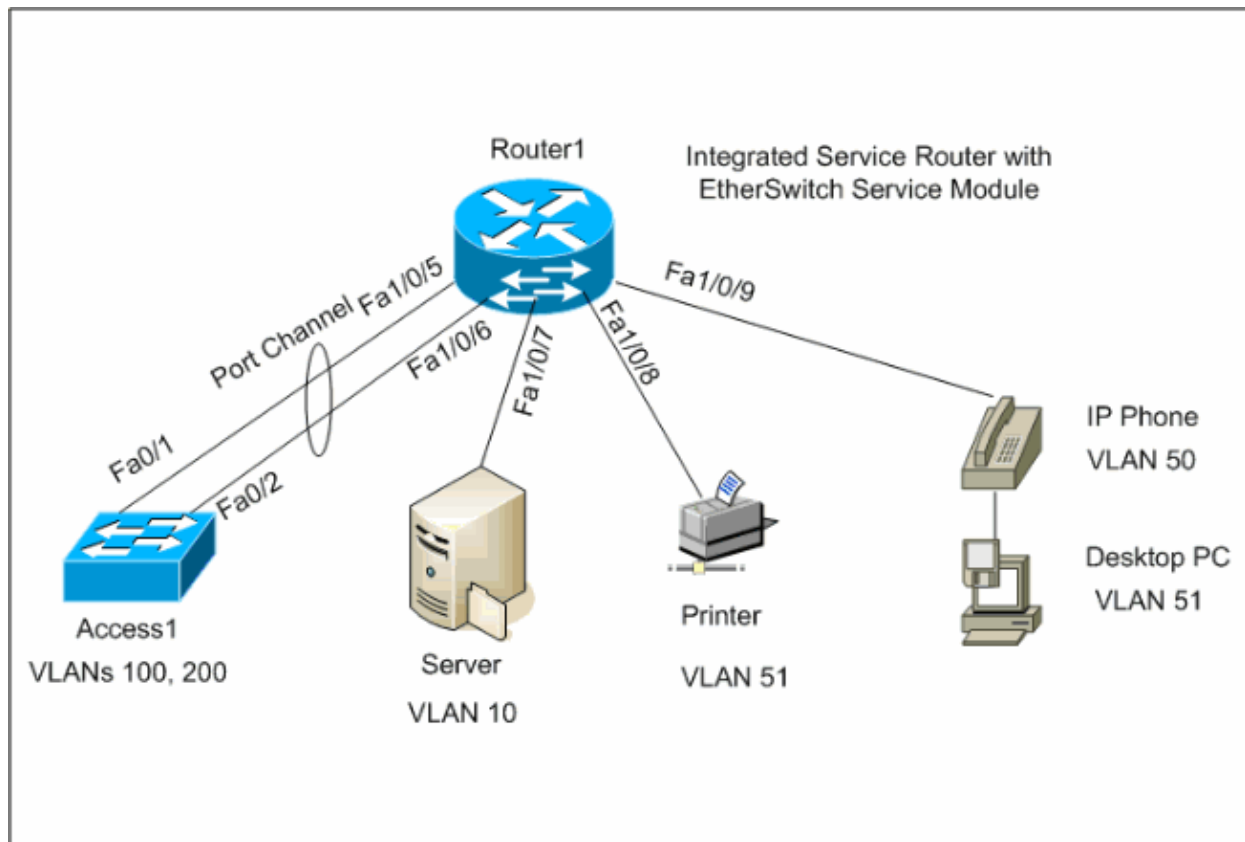 Router1
Integrated Service Router with
EtherSwitch Service Module
Port Channel
Fa1/0/5
Fa1/0/6
Fa1/0/7
Fa1/0/8
Fa1/0/9
Fa0/1
Fa0/2
Access1
VLANs 100, 200
Server
VLAN 10
Printer
VLAN 51
IP Phone
VLAN 50
Desktop PC
VLAN 51